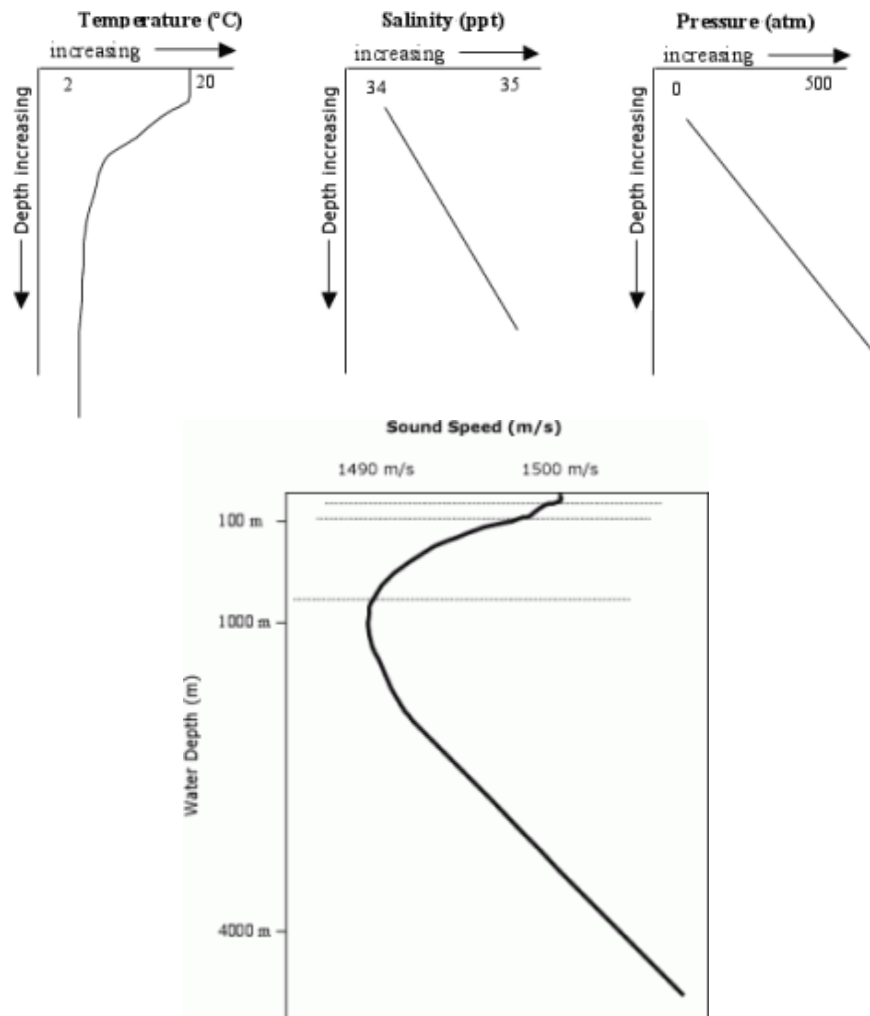 Temperature (°C)
increasing
2
20
Depth increasing
Salinity (ppt)
increasing
34
35
Depth increasing
Pressure (atm)
increasing
0
500
Depth increasing
Sound Speed (m/s)
1490 m/s
1500 m/s
100 m
1000 m
4000 m
Water Depth (m)